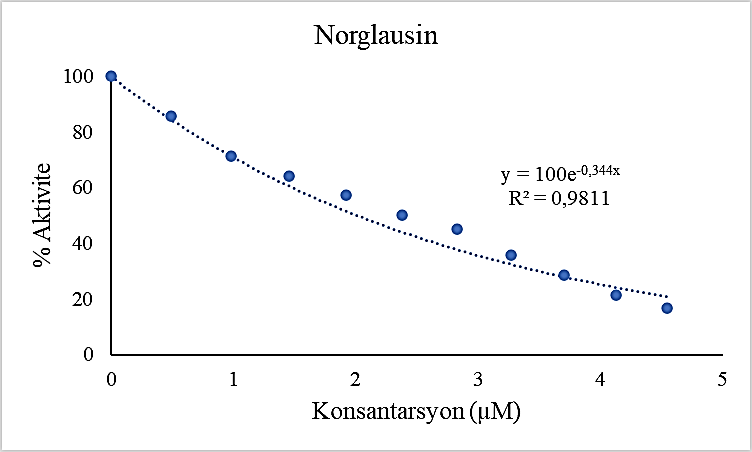 Norglausin
% Aktivite
100
80
60
40
20
0
y = 100e-0,344x
R² = 0,9811
0 1 2 3 4 5
Konsantarsyon (µM)